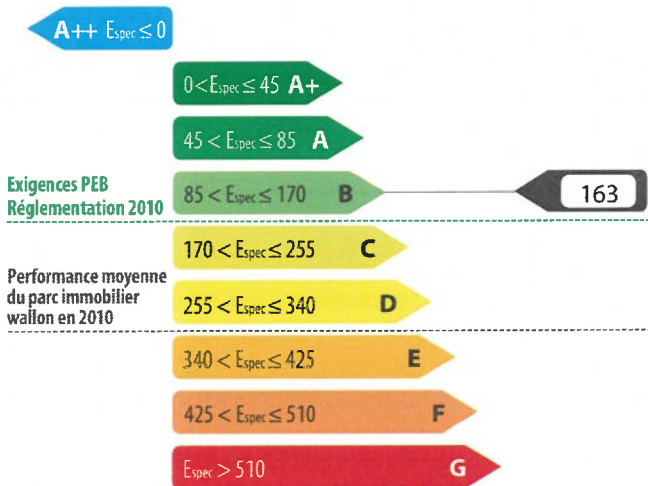 A++ Espec ≤ 0
0 < Espec ≤ 45 A+
45 < Espec ≤ 85 A
Exigences PEB
Réglementation 2010
85 < Espec ≤ 170 B
163
170 < Espec ≤ 255 C
Performance moyenne
du parc immobilier
wallon en 2010
255 < Espec ≤ 340 D
340 < Espec ≤ 425 E
425 < Espec ≤ 510 F
Espec > 510 G